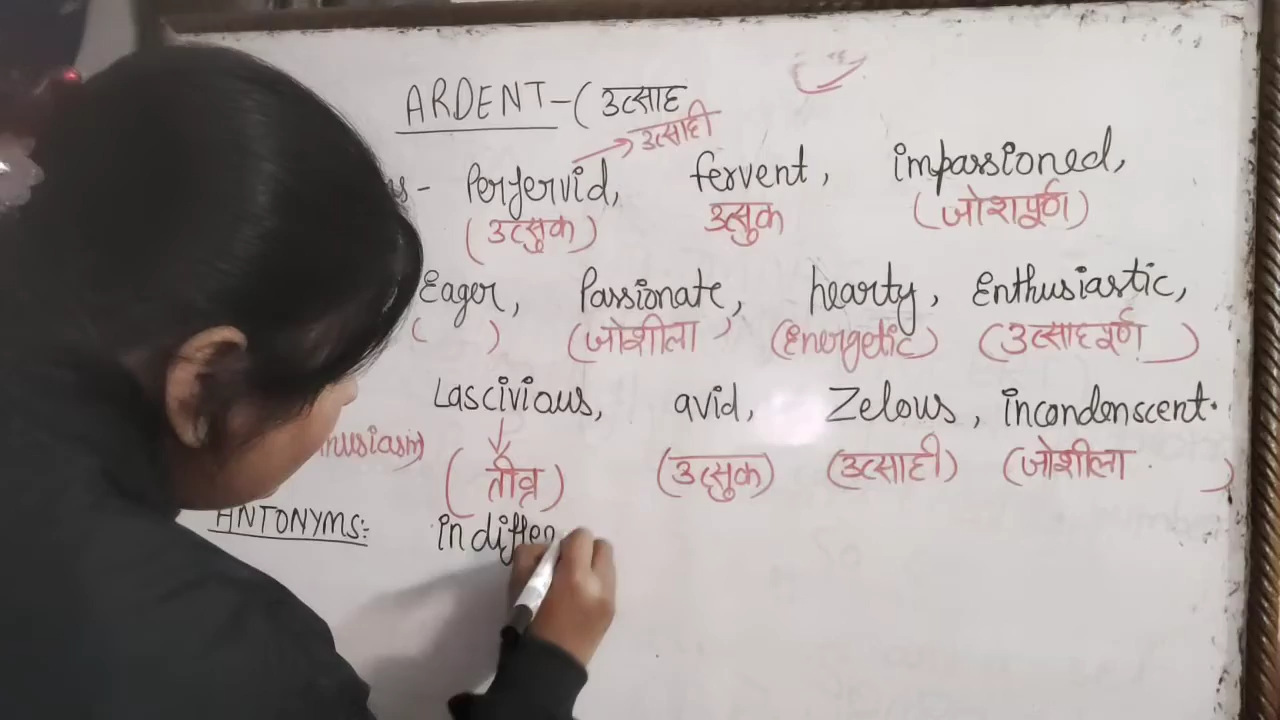 ARDENT-(उत्साह
→ उत्साही
Perfervid, fervent, impassioned,
(उत्सुक) उत्सुक (जोशपूर्ण)
Eager, Passionate, hearty, Enthusiastic,
( ) (जोशीला ) (Energetic) (उत्साहपूर्ण )
Lascivious, avid, Zelous, incondenscent.
(तीव्र) (उत्सुक) (उत्साही) (जोशीला )
ANTONYMS:- indiffen